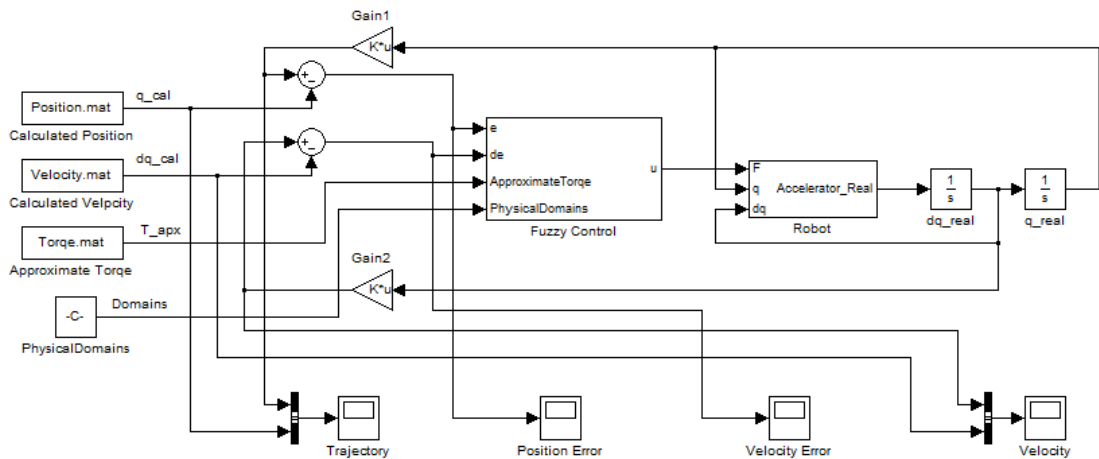 Gain1
K*u
+
−
Position.mat
q_cal
Calculated Position
+
−
Velocity.mat
dq_cal
Calculated Velpcity
e
de
ApproximateTorqe
PhysicalDomains
u
Fuzzy Control
F
q
dq
Accelerator_Real
Robot
1
s
dq_real
1
s
q_real
Torqe.mat
T_apx
Approximate Torqe
Gain2
K*u
-C-
Domains
PhysicalDomains
Trajectory
Position Error
Velocity Error
Velocity